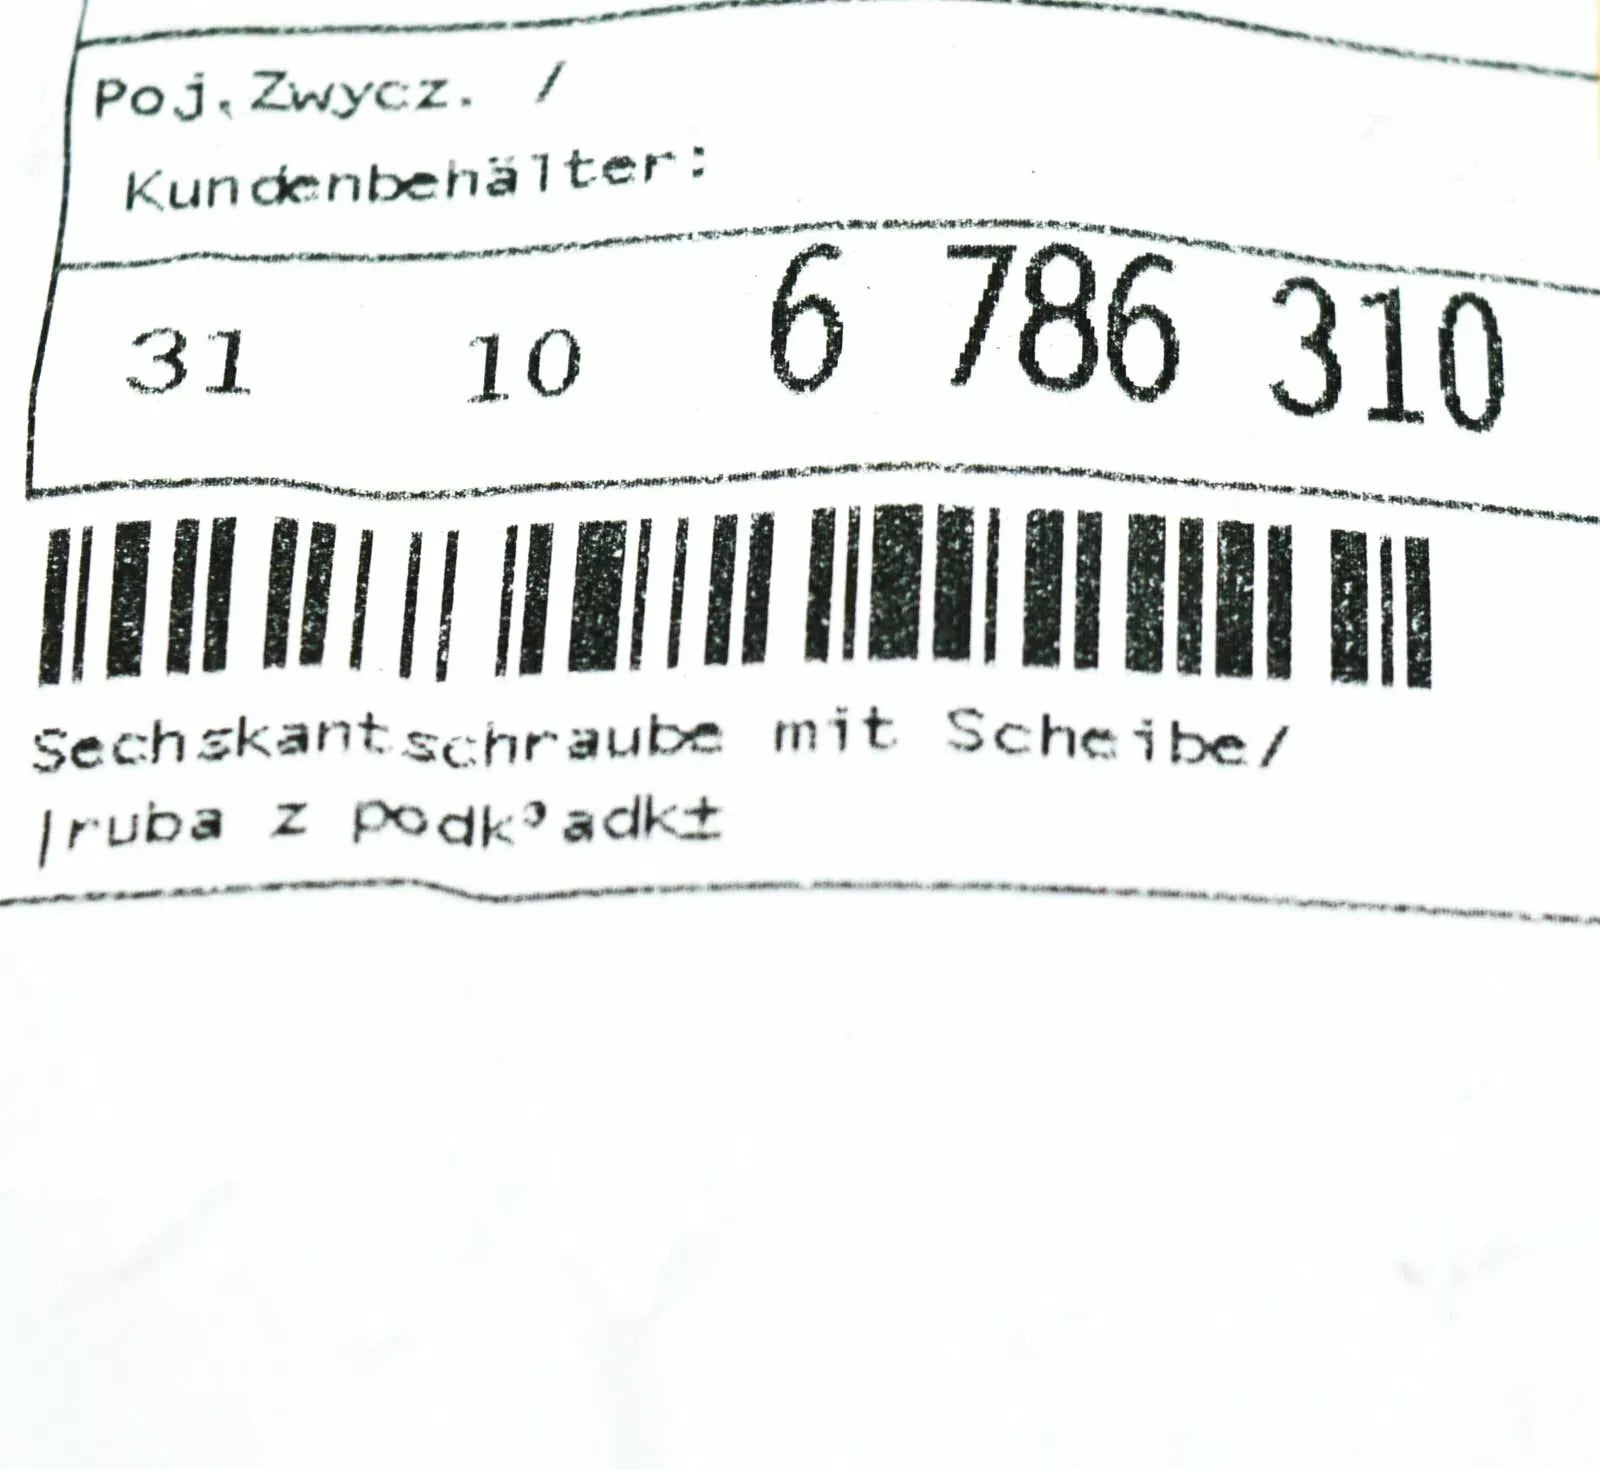 Poj.Zwycz. /
Kundenbehälter:
31 10 6 786 310
Sechskantschraube mit Scheibe/
|ruba z podk³adk±